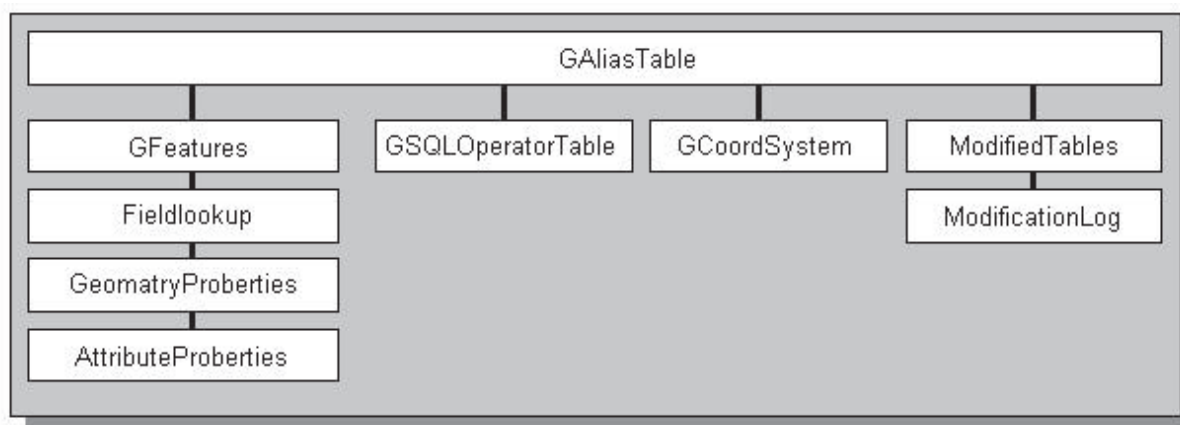 GAliasTable
GFeatures
GSQLOperatorTable
GCoordSystem
ModifiedTables
Fieldlookup
ModificationLog
GeomatryProberties
AttributeProberties